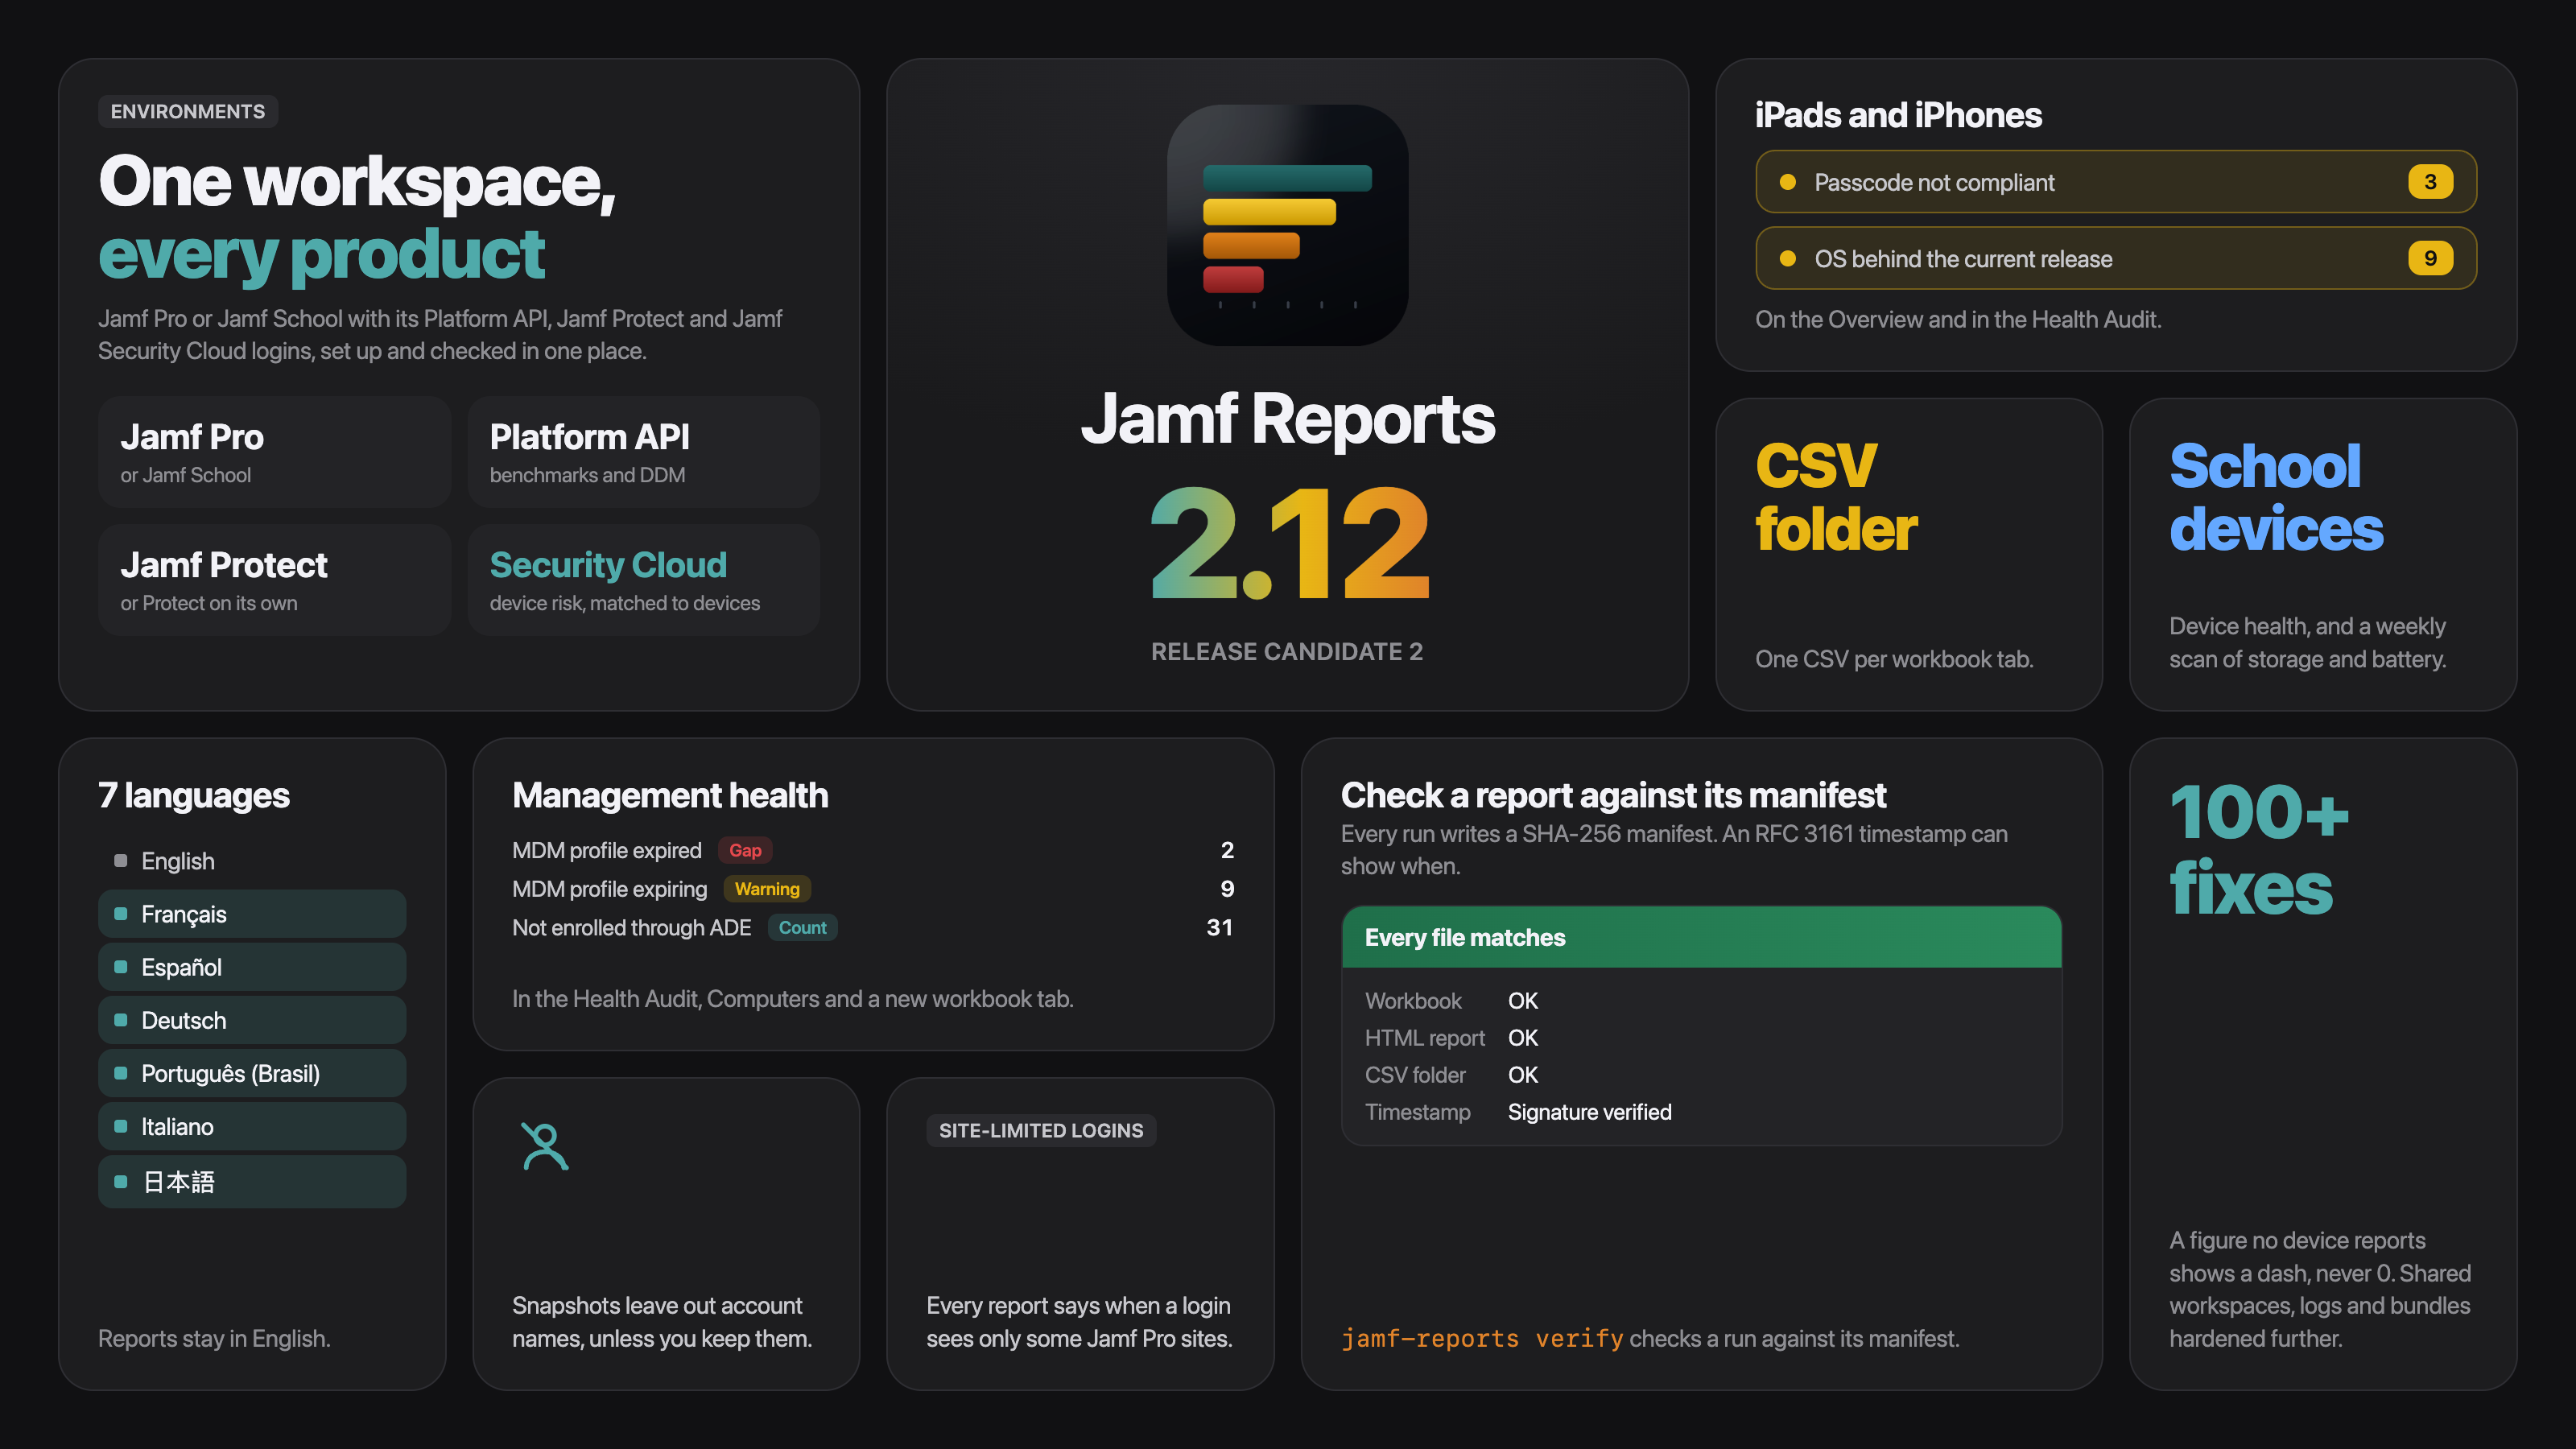 ENVIRONMENTS
One workspace,
every product
Jamf Pro or Jamf School with its Platform API, Jamf Protect and Jamf
Security Cloud logins, set up and checked in one place.
Jamf Pro
or Jamf School
Platform API
benchmarks and DDM
Jamf Protect
or Protect on its own
Security Cloud
device risk, matched to devices
Jamf Reports
2.12
RELEASE CANDIDATE 2
iPads and iPhones
Passcode not compliant 3
OS behind the current release 9
On the Overview and in the Health Audit.
CSV
folder
One CSV per workbook tab.
School
devices
Device health, and a weekly
scan of storage and battery.
7 languages
English
Français
Español
Deutsch
Português (Brasil)
Italiano
日本語
Reports stay in English.
Management health
MDM profile expired Gap 2
MDM profile expiring Warning 9
Not enrolled through ADE Count 31
In the Health Audit, Computers and a new workbook tab.
Snapshots leave out account
names, unless you keep them.
SITE-LIMITED LOGINS
Every report says when a login
sees only some Jamf Pro sites.
Check a report against its manifest
Every run writes a SHA-256 manifest. An RFC 3161 timestamp can
show when.
Every file matches
Workbook OK
HTML report OK
CSV folder OK
Timestamp Signature verified
jamf-reports verify checks a run against its manifest.
100+
fixes
A figure no device reports
shows a dash, never 0. Shared
workspaces, logs and bundles
hardened further.